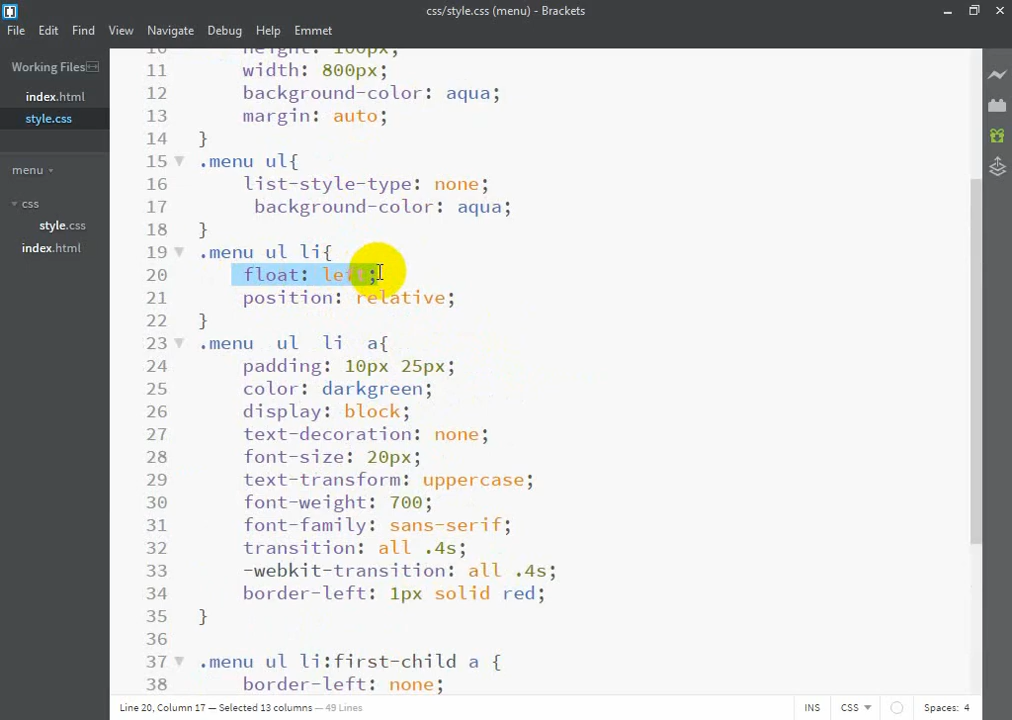 css/style.css (menu) - Brackets
File Edit Find View Navigate Debug Help Emmet
Working Files
index.html
style.css
menu
css
style.css
index.html
10 height: 100px;
11 width: 800px;
12 background-color: aqua;
13 margin: auto;
14 }
15 .menu ul{
16 list-style-type: none;
17 background-color: aqua;
18 }
19 .menu ul li{
20 float: left;
21 position: relative;
22 }
23 .menu ul li a{
24 padding: 10px 25px;
25 color: darkgreen;
26 display: block;
27 text-decoration: none;
28 font-size: 20px;
29 text-transform: uppercase;
30 font-weight: 700;
31 font-family: sans-serif;
32 transition: all .4s;
33 -webkit-transition: all .4s;
34 border-left: 1px solid red;
35 }
36
37 .menu ul li:first-child a {
38 border-left: none;
Line 20, Column 17 — Selected 13 columns — 49 Lines INS CSS Spaces: 4